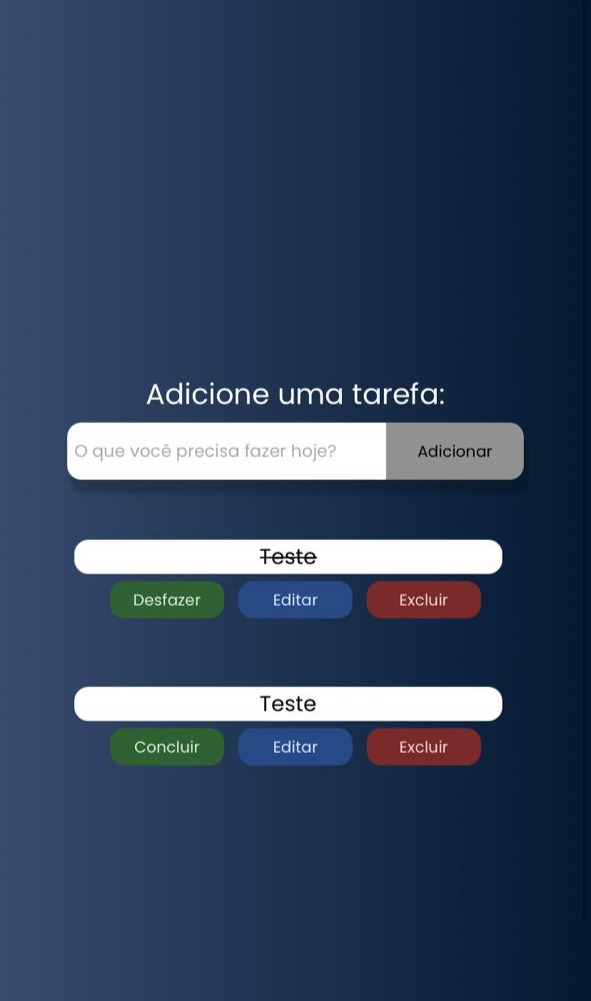 Adicione uma tarefa:
O que você precisa fazer hoje? Adicionar
Teste
Desfazer Editar Excluir
Teste
Concluir Editar Excluir